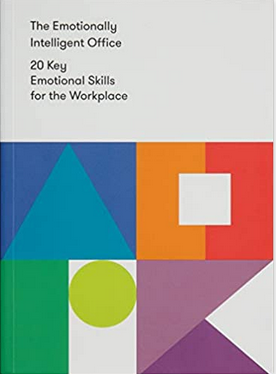 The Emotionally
Intelligent Office
20 Key
Emotional Skills
for the Workplace